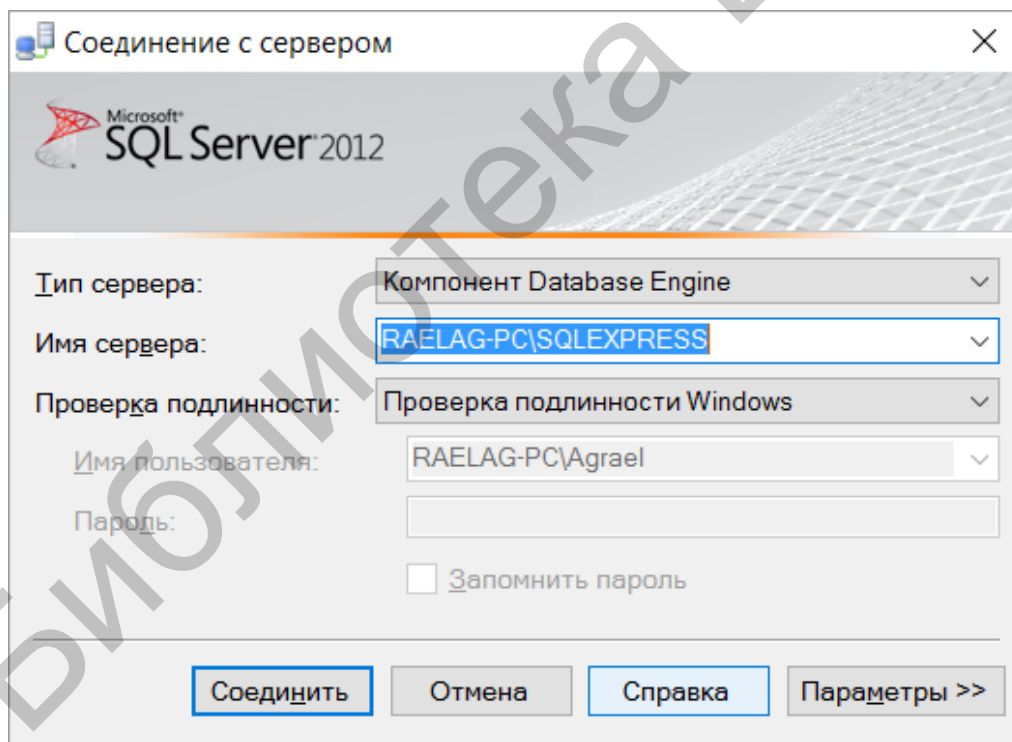 Соединение с сервером
Microsoft
SQL Server 2012
Тип сервера: Компонент Database Engine
Имя сервера: RAELAG-PC\SQLEXPRESS
Проверка подлинности: Проверка подлинности Windows
Имя пользователя: RAELAG-PC\Agrael
Пароль:
Запомнить пароль
Соединить Отмена Справка Параметры >>
Библиотека